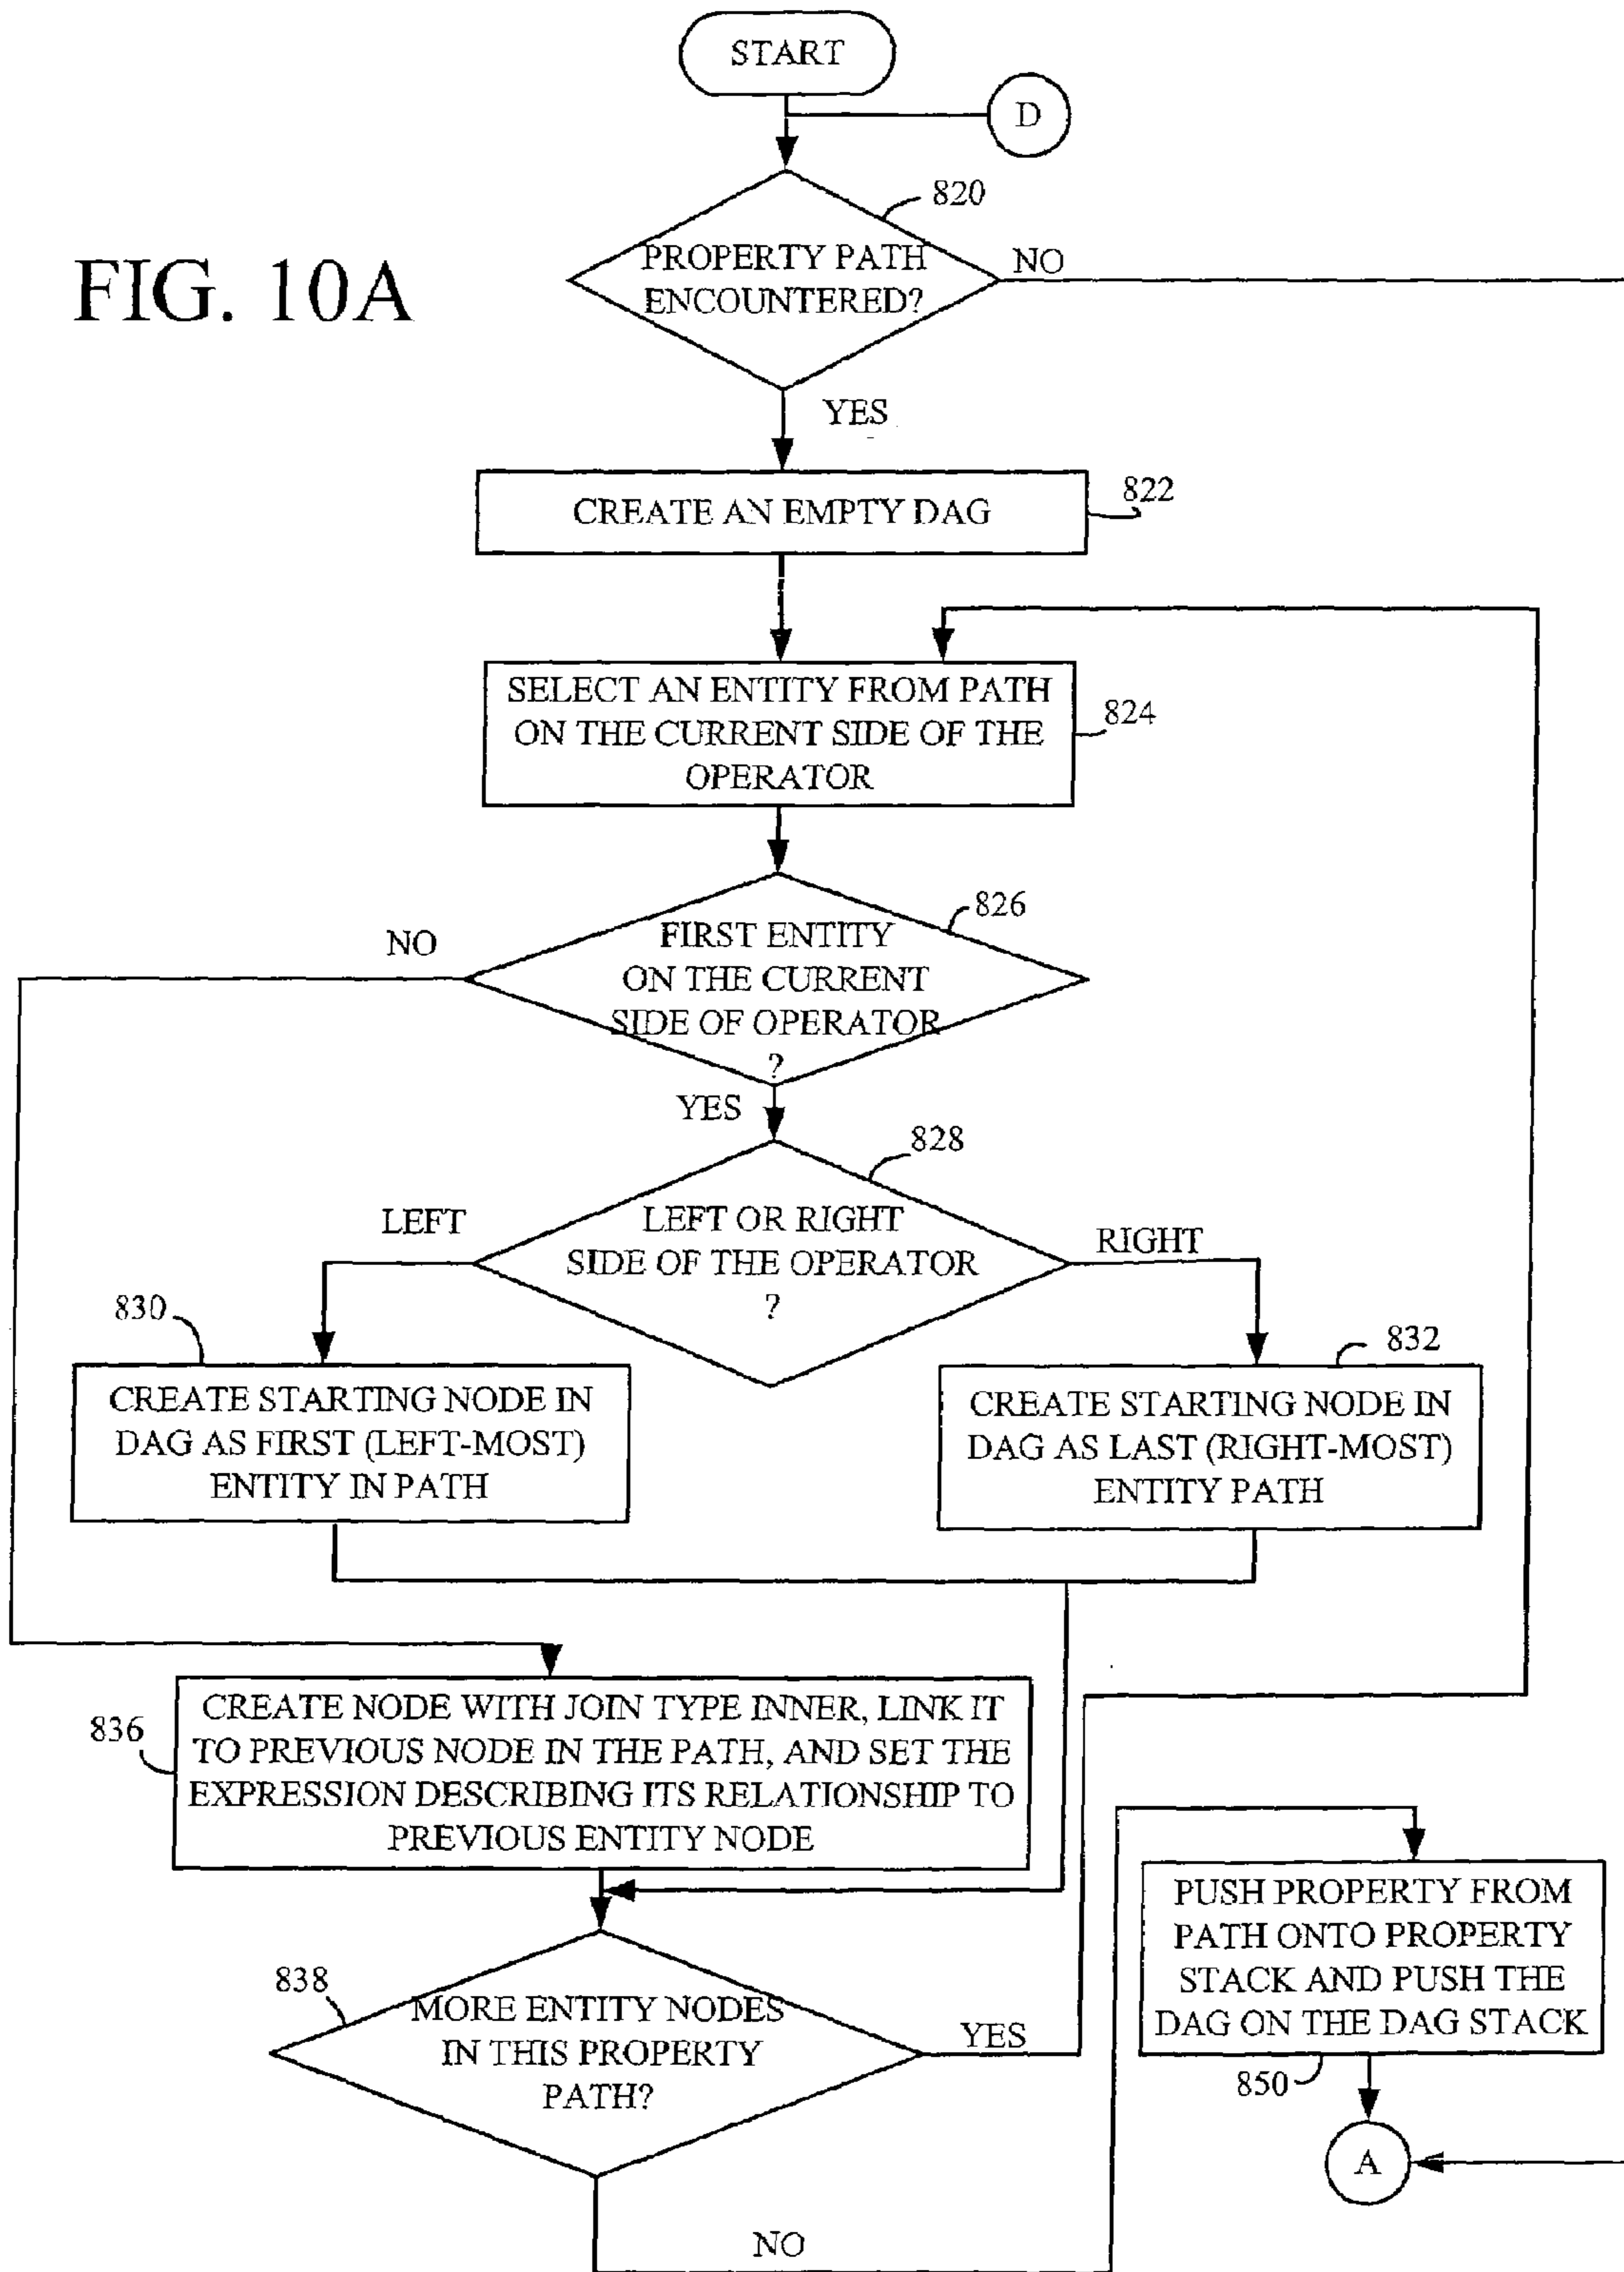 START
D
FIG. 10A
820
PROPERTY PATH
ENCOUNTERED?
NO
YES
CREATE AN EMPTY DAG
822
SELECT AN ENTITY FROM PATH
ON THE CURRENT SIDE OF THE
OPERATOR
824
826
NO
FIRST ENTITY
ON THE CURRENT
SIDE OF OPERATOR
?
YES
828
LEFT
LEFT OR RIGHT
SIDE OF THE OPERATOR
?
RIGHT
830
CREATE STARTING NODE IN
DAG AS FIRST (LEFT-MOST)
ENTITY IN PATH
832
CREATE STARTING NODE IN
DAG AS LAST (RIGHT-MOST)
ENTITY PATH
836
CREATE NODE WITH JOIN TYPE INNER, LINK IT
TO PREVIOUS NODE IN THE PATH, AND SET THE
EXPRESSION DESCRIBING ITS RELATIONSHIP TO
PREVIOUS ENTITY NODE
838
MORE ENTITY NODES
IN THIS PROPERTY
PATH?
YES
NO
PUSH PROPERTY FROM
PATH ONTO PROPERTY
STACK AND PUSH THE
DAG ON THE DAG STACK
850
A